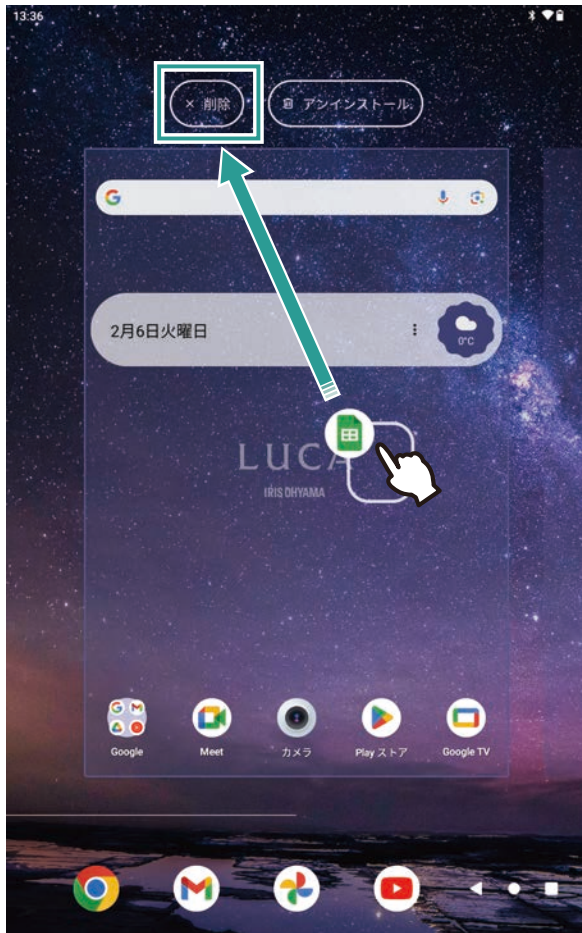 13:36
× 削除
アンインストール
2月6日火曜日
0°C
LUCA
IRIS OHYAMA
Google
Meet
カメラ
Play ストア
Google TV